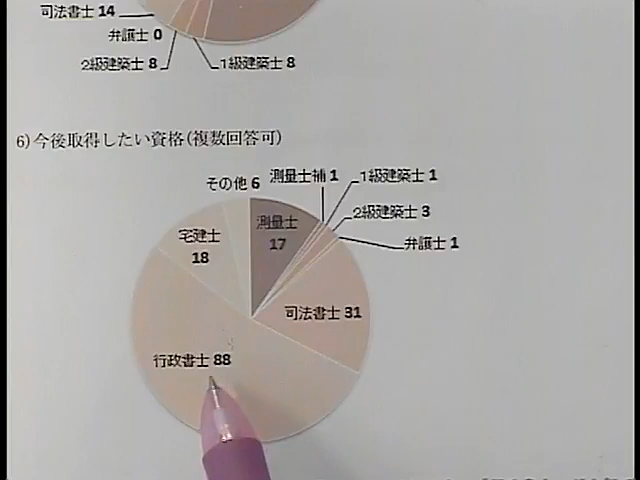 司法書士 14
弁護士 0
2級建築士 8
1級建築士 8
6)今後取得したい資格(複数回答可)
その他 6
測量士補 1
1級建築士 1
2級建築士 3
弁護士 1
測量士
17
宅建士
18
司法書士 31
行政書士 88